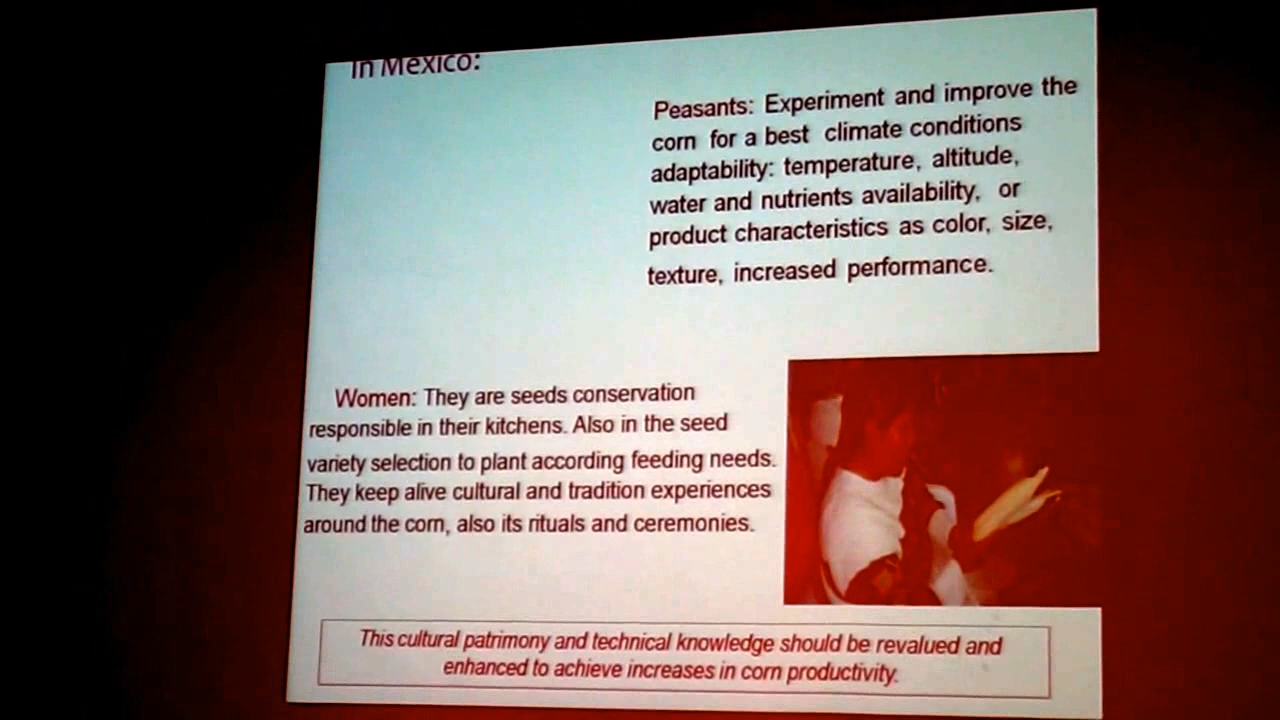 In Mexico:
Peasants: Experiment and improve the
corn for a best climate conditions
adaptability: temperature, altitude,
water and nutrients availability, or
product characteristics as color, size,
texture, increased performance.
Women: They are seeds conservation
responsible in their kitchens. Also in the seed
variety selection to plant according feeding needs.
They keep alive cultural and tradition experiences
around the corn, also its rituals and ceremonies.
This cultural patrimony and technical knowledge should be revalued and
enhanced to achieve increases in corn productivity.